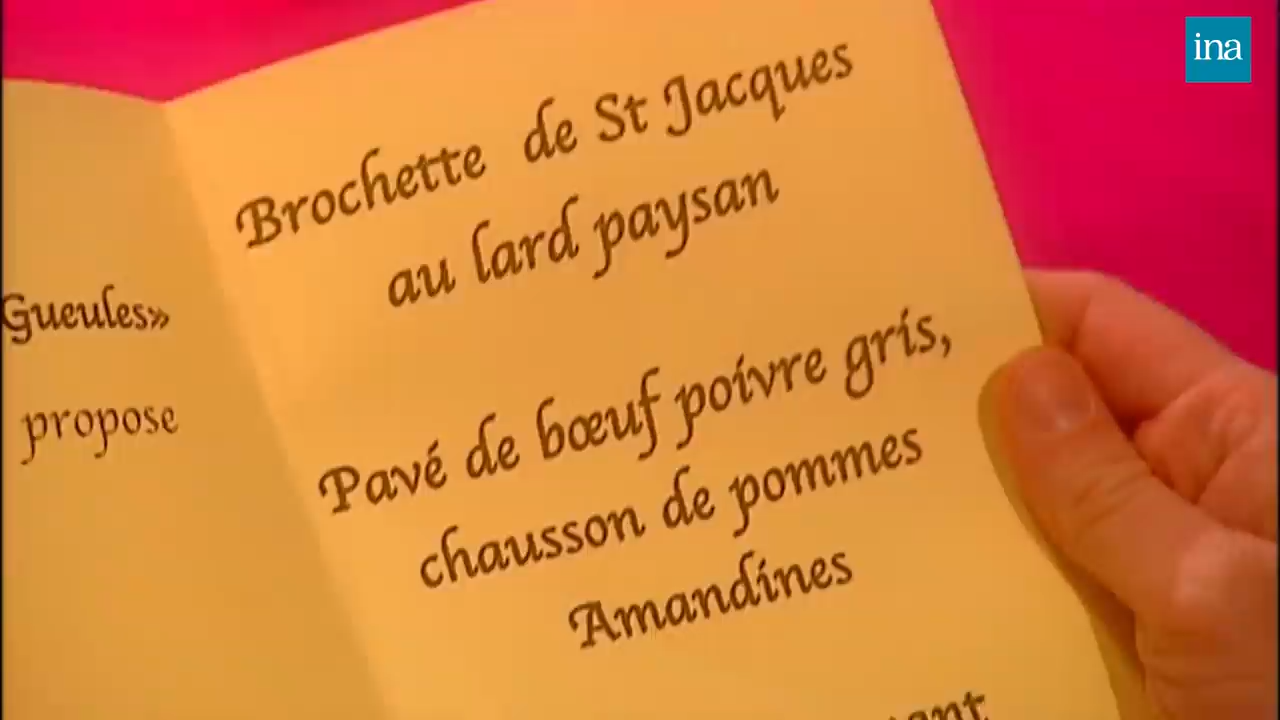 ina
Gueules»
propose
Brochette de St Jacques
au lard paysan
Pavé de bœuf poivre gris,
chausson de pommes
Amandines